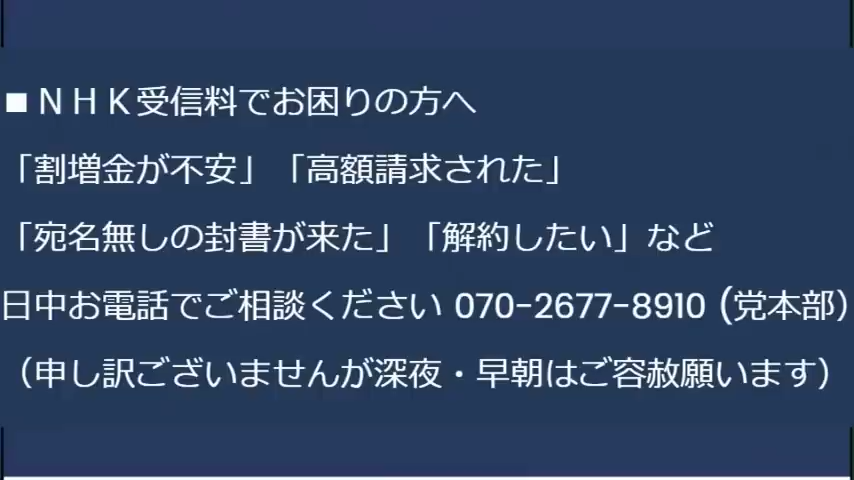 ■ＮＨＫ受信料でお困りの方へ
「割増金が不安」「高額請求された」
「宛名無しの封書が来た」「解約したい」など
日中お電話でご相談ください 070-2677-8910 (党本部)
（申し訳ございませんが深夜・早朝はご容赦願います）